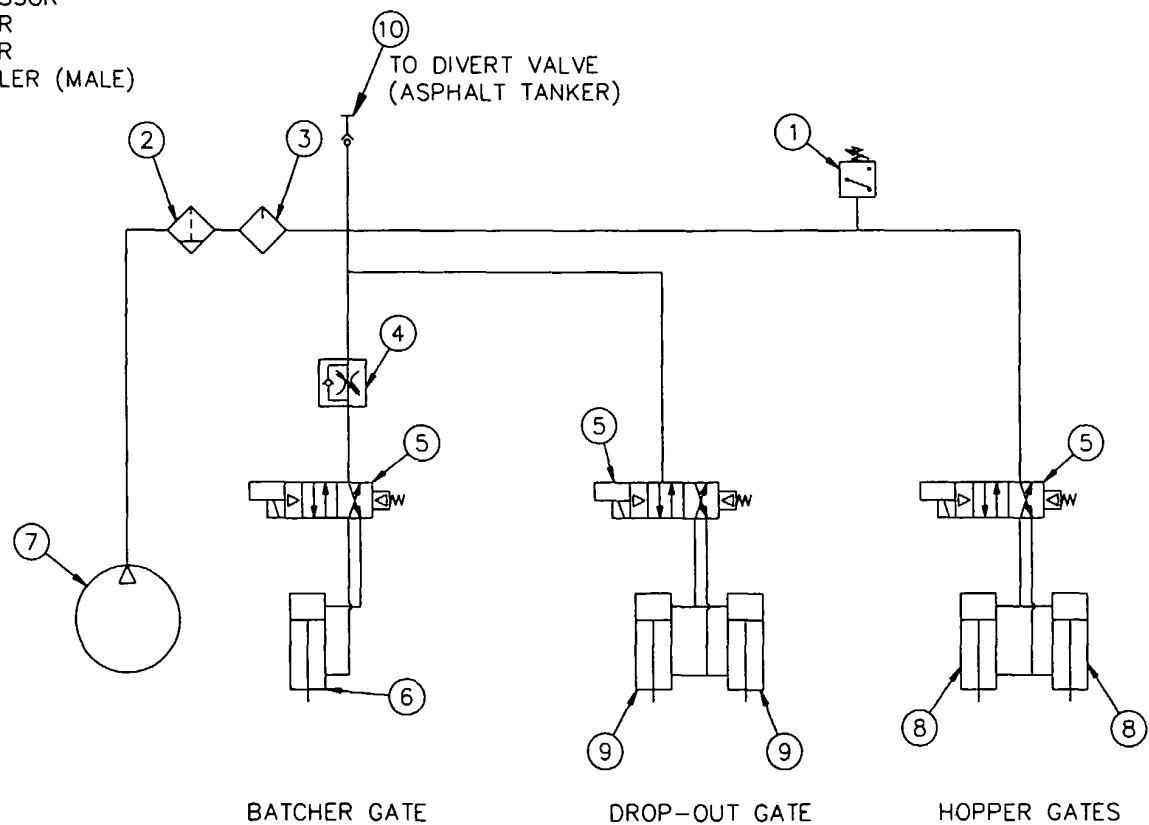 LER (MALE)
10
TO DIVERT VALVE
(ASPHALT TANKER)
2
3
1
4
5
5
5
7
6
8
8
9
9
BATCHER GATE
DROP-OUT GATE
HOPPER GATES